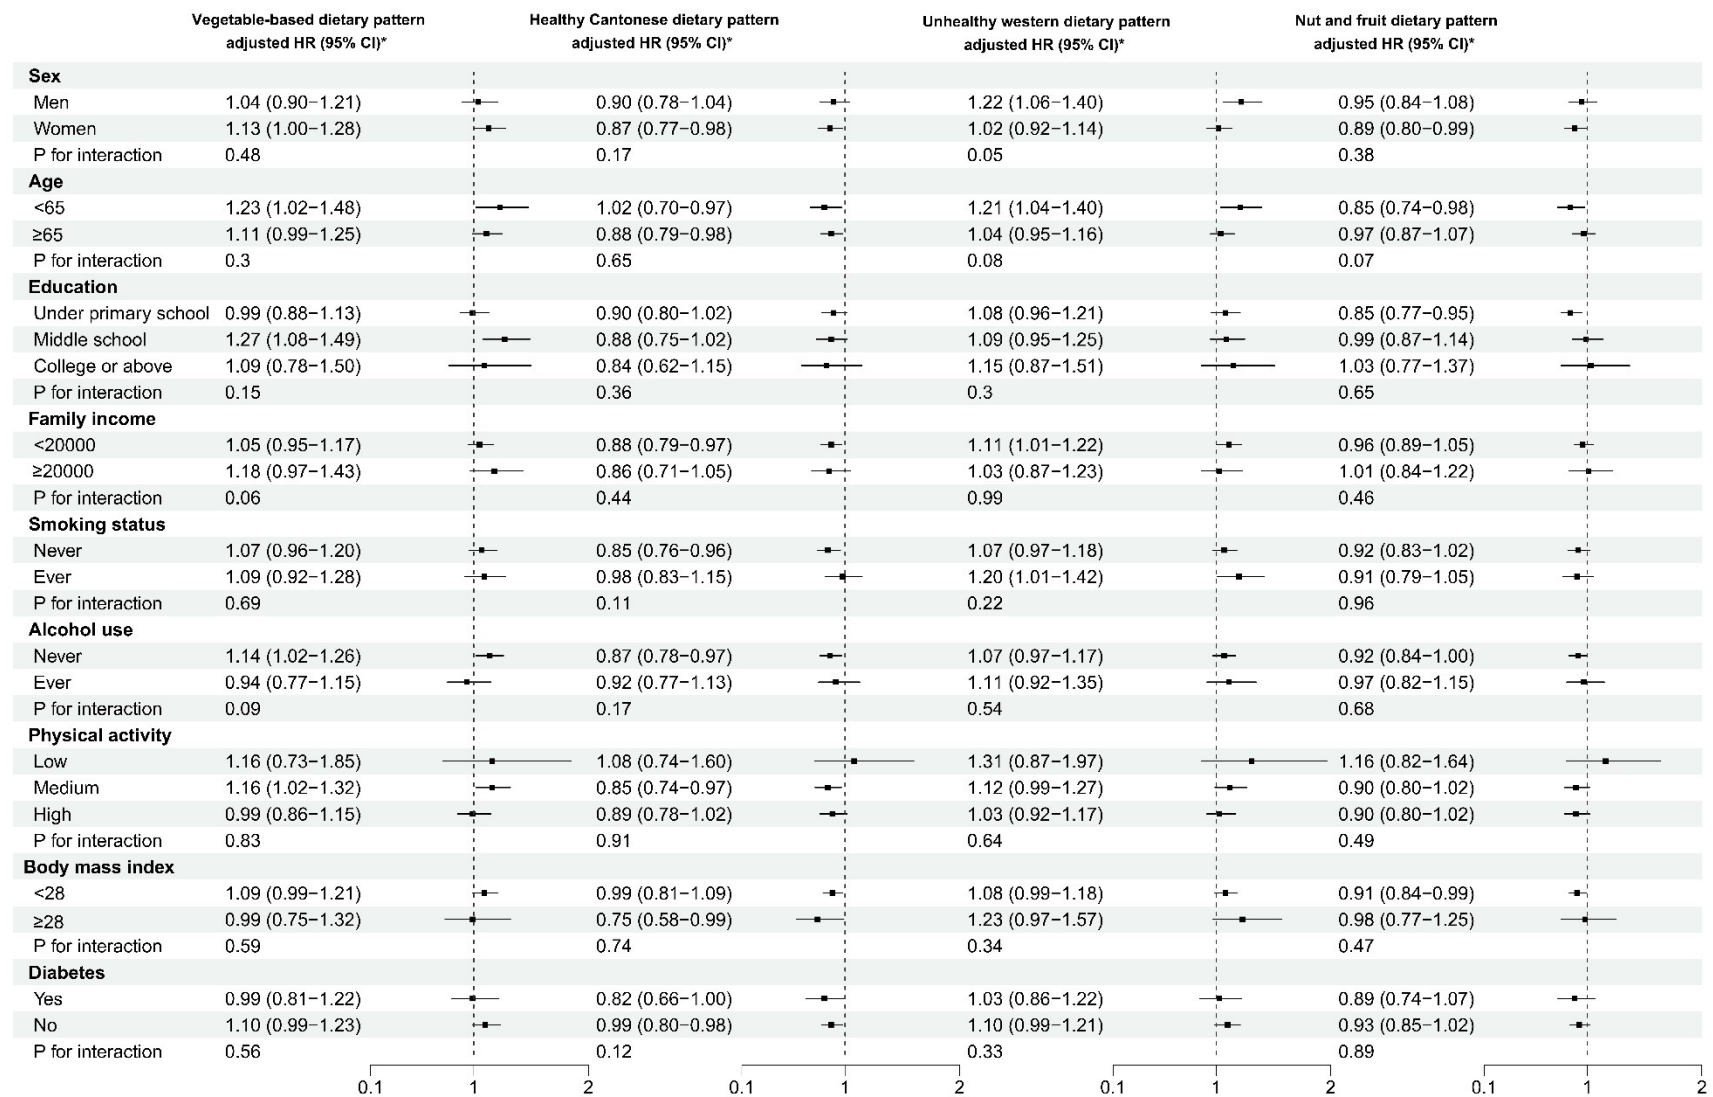 Vegetable-based dietary pattern Healthy Cantonese dietary pattern Unhealthy western dietary pattern Nut and fruit dietary pattern
adjusted HR (95% CI)* adjusted HR (95% CI)* adjusted HR (95% CI)* adjusted HR (95% CI)*
Sex
Men 1.04 (0.90−1.21) 0.90 (0.78−1.04) 1.22 (1.06−1.40) 0.95 (0.84−1.08)
Women 1.13 (1.00−1.28) 0.87 (0.77−0.98) 1.02 (0.92−1.14) 0.89 (0.80−0.99)
P for interaction 0.48 0.17 0.05 0.38
Age
<65 1.23 (1.02−1.48) 1.02 (0.70−0.97) 1.21 (1.04−1.40) 0.85 (0.74−0.98)
≥65 1.11 (0.99−1.25) 0.88 (0.79−0.98) 1.04 (0.95−1.16) 0.97 (0.87−1.07)
P for interaction 0.3 0.65 0.08 0.07
Education
Under primary school 0.99 (0.88−1.13) 0.90 (0.80−1.02) 1.08 (0.96−1.21) 0.85 (0.77−0.95)
Middle school 1.27 (1.08−1.49) 0.88 (0.75−1.02) 1.09 (0.95−1.25) 0.99 (0.87−1.14)
College or above 1.09 (0.78−1.50) 0.84 (0.62−1.15) 1.15 (0.87−1.51) 1.03 (0.77−1.37)
P for interaction 0.15 0.36 0.3 0.65
Family income
<20000 1.05 (0.95−1.17) 0.88 (0.79−0.97) 1.11 (1.01−1.22) 0.96 (0.89−1.05)
≥20000 1.18 (0.97−1.43) 0.86 (0.71−1.05) 1.03 (0.87−1.23) 1.01 (0.84−1.22)
P for interaction 0.06 0.44 0.99 0.46
Smoking status
Never 1.07 (0.96−1.20) 0.85 (0.76−0.96) 1.07 (0.97−1.18) 0.92 (0.83−1.02)
Ever 1.09 (0.92−1.28) 0.98 (0.83−1.15) 1.20 (1.01−1.42) 0.91 (0.79−1.05)
P for interaction 0.69 0.11 0.22 0.96
Alcohol use
Never 1.14 (1.02−1.26) 0.87 (0.78−0.97) 1.07 (0.97−1.17) 0.92 (0.84−1.00)
Ever 0.94 (0.77−1.15) 0.92 (0.77−1.13) 1.11 (0.92−1.35) 0.97 (0.82−1.15)
P for interaction 0.09 0.17 0.54 0.68
Physical activity
Low 1.16 (0.73−1.85) 1.08 (0.74−1.60) 1.31 (0.87−1.97) 1.16 (0.82−1.64)
Medium 1.16 (1.02−1.32) 0.85 (0.74−0.97) 1.12 (0.99−1.27) 0.90 (0.80−1.02)
High 0.99 (0.86−1.15) 0.89 (0.78−1.02) 1.03 (0.92−1.17) 0.90 (0.80−1.02)
P for interaction 0.83 0.91 0.64 0.49
Body mass index
<28 1.09 (0.99−1.21) 0.99 (0.81−1.09) 1.08 (0.99−1.18) 0.91 (0.84−0.99)
≥28 0.99 (0.75−1.32) 0.75 (0.58−0.99) 1.23 (0.97−1.57) 0.98 (0.77−1.25)
P for interaction 0.59 0.74 0.34 0.47
Diabetes
Yes 0.99 (0.81−1.22) 0.82 (0.66−1.00) 1.03 (0.86−1.22) 0.89 (0.74−1.07)
No 1.10 (0.99−1.23) 0.99 (0.80−0.98) 1.10 (0.99−1.21) 0.93 (0.85−1.02)
P for interaction 0.56 0.12 0.33 0.89
0.1 1 2 0.1 1 2 0.1 1 2 0.1 1 2